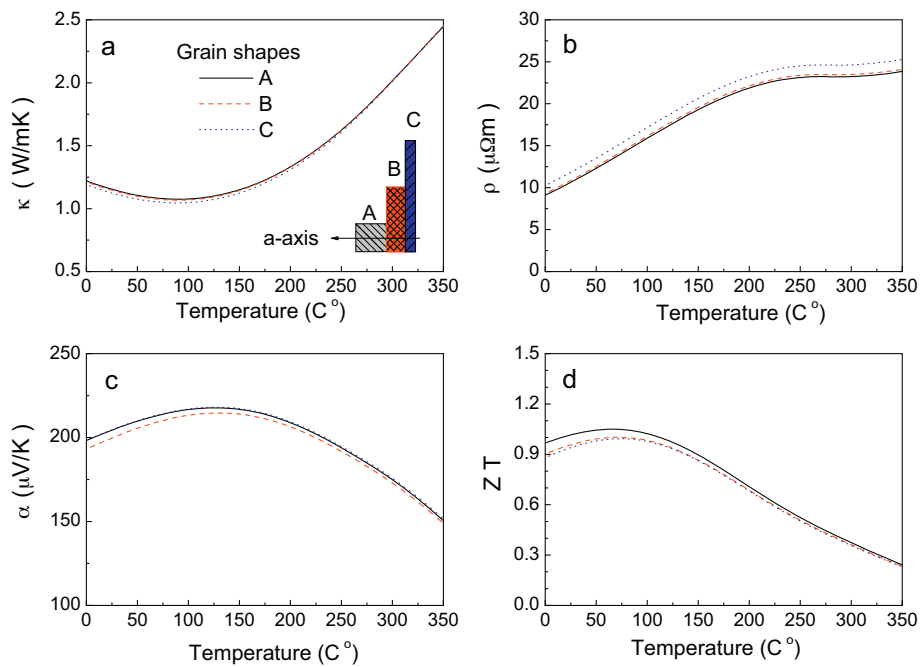 a
Grain shapes
A
B
C
2.5
2.0
1.5
1.0
0.5
κ ( W/mK )
0 50 100 150 200 250 300 350
Temperature (C o)
A
B
C
a-axis
b
30
25
20
15
10
5
0
ρ (μΩm)
0 50 100 150 200 250 300 350
Temperature (C o)
c
250
200
150
100
α (μV/K)
0 50 100 150 200 250 300 350
Temperature (C o)
d
1.5
1.2
0.9
0.6
0.3
0.0
Z T
0 50 100 150 200 250 300 350
Temperature (C o)